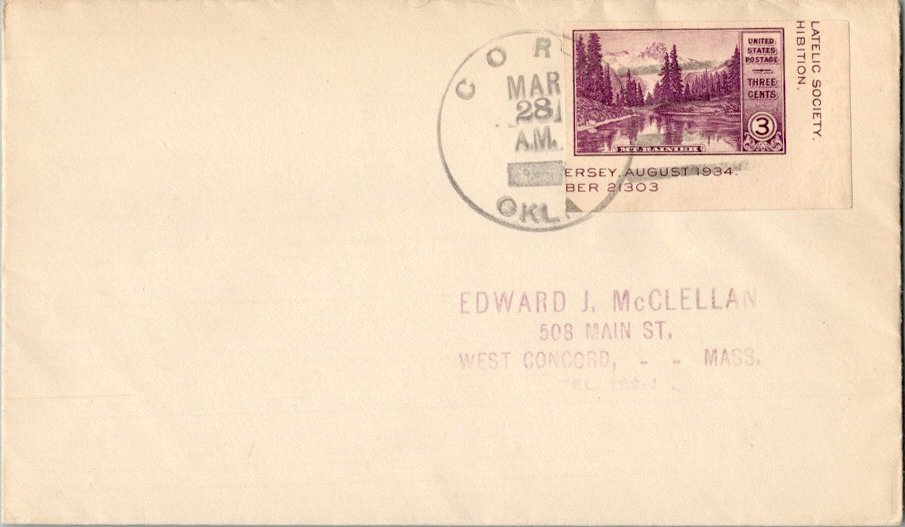 COR
MAR
28
A.M.
OKLA
UNITED
STATES
POSTAGE
THREE
CENTS
3
MT. RAINIER
LATELIC SOCIETY.
HIBITION.
ERSEY, AUGUST 1934.
BER 21303
EDWARD J. McCLELLAN
508 MAIN ST.
WEST CONCORD, - - MASS.